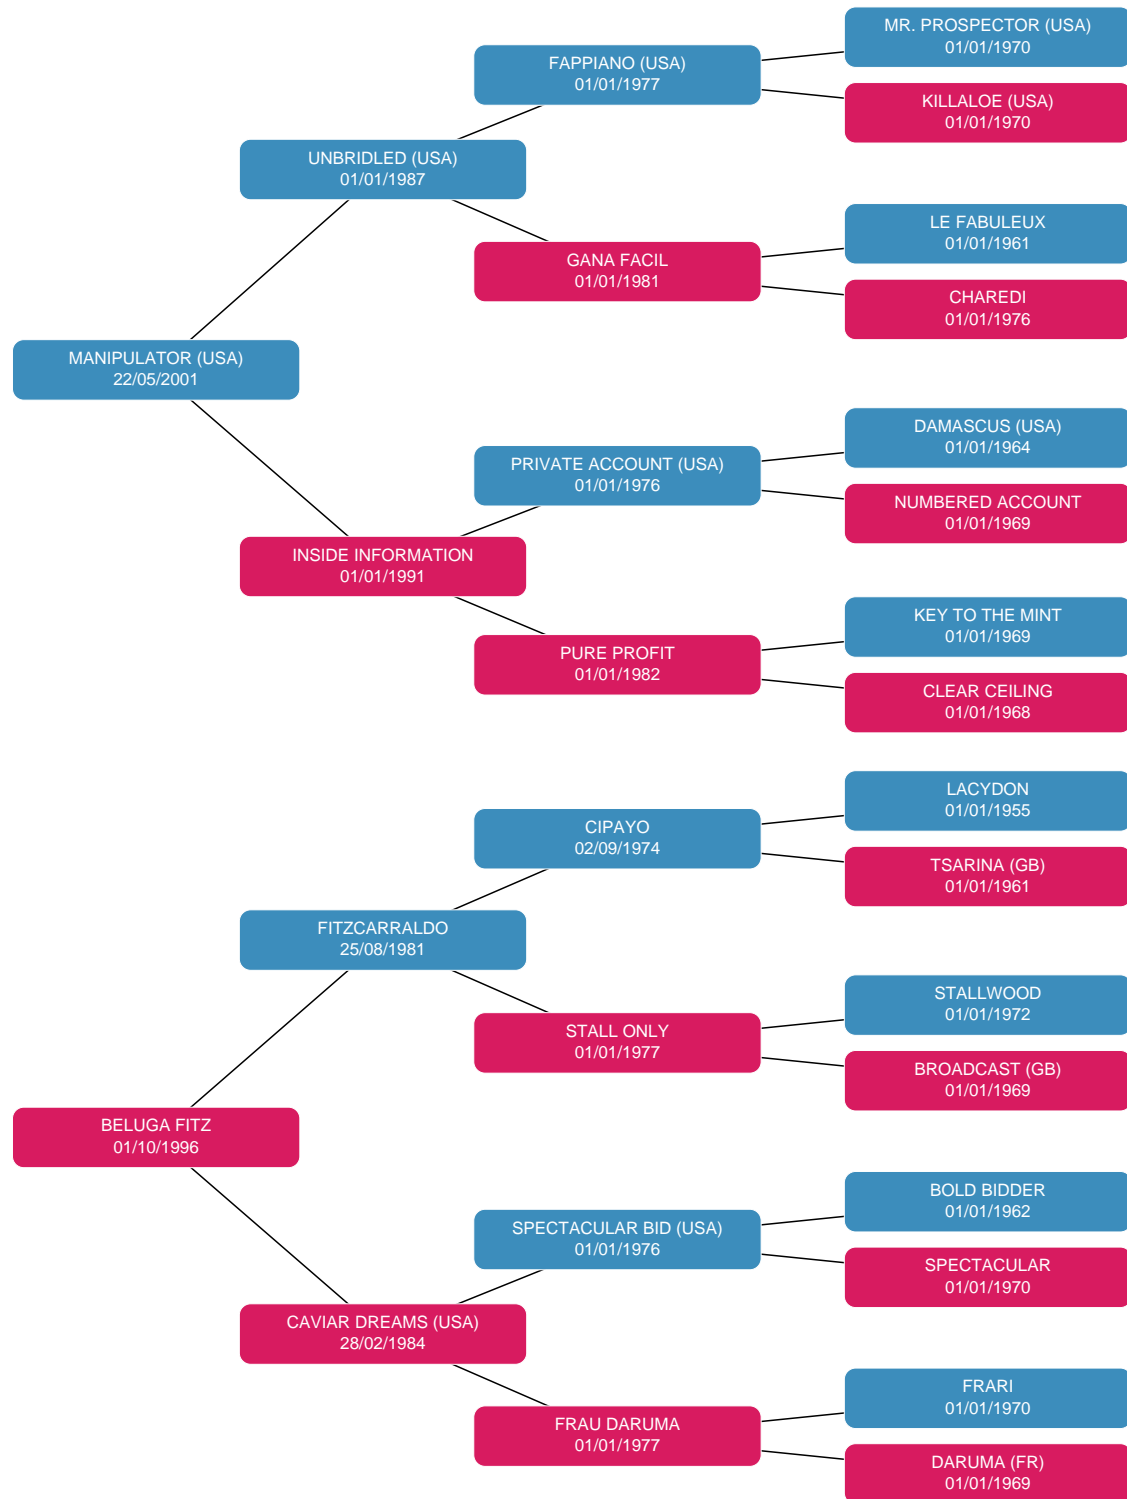 MR. PROSPECTOR (USA)
01/01/1970
FAPPIANO (USA)
01/01/1977
KILLALOE (USA)
01/01/1970
UNBRIDLED (USA)
01/01/1987
LE FABULEUX
01/01/1961
GANA FACIL
01/01/1981
CHAREDI
01/01/1976
MANIPULATOR (USA)
22/05/2001
DAMASCUS (USA)
01/01/1964
PRIVATE ACCOUNT (USA)
01/01/1976
NUMBERED ACCOUNT
01/01/1969
INSIDE INFORMATION
01/01/1991
KEY TO THE MINT
01/01/1969
PURE PROFIT
01/01/1982
CLEAR CEILING
01/01/1968
LACYDON
01/01/1955
CIPAYO
02/09/1974
TSARINA (GB)
01/01/1961
FITZCARRALDO
25/08/1981
STALLWOOD
01/01/1972
STALL ONLY
01/01/1977
BROADCAST (GB)
01/01/1969
BELUGA FITZ
01/10/1996
BOLD BIDDER
01/01/1962
SPECTACULAR BID (USA)
01/01/1976
SPECTACULAR
01/01/1970
CAVIAR DREAMS (USA)
28/02/1984
FRARI
01/01/1970
FRAU DARUMA
01/01/1977
DARUMA (FR)
01/01/1969